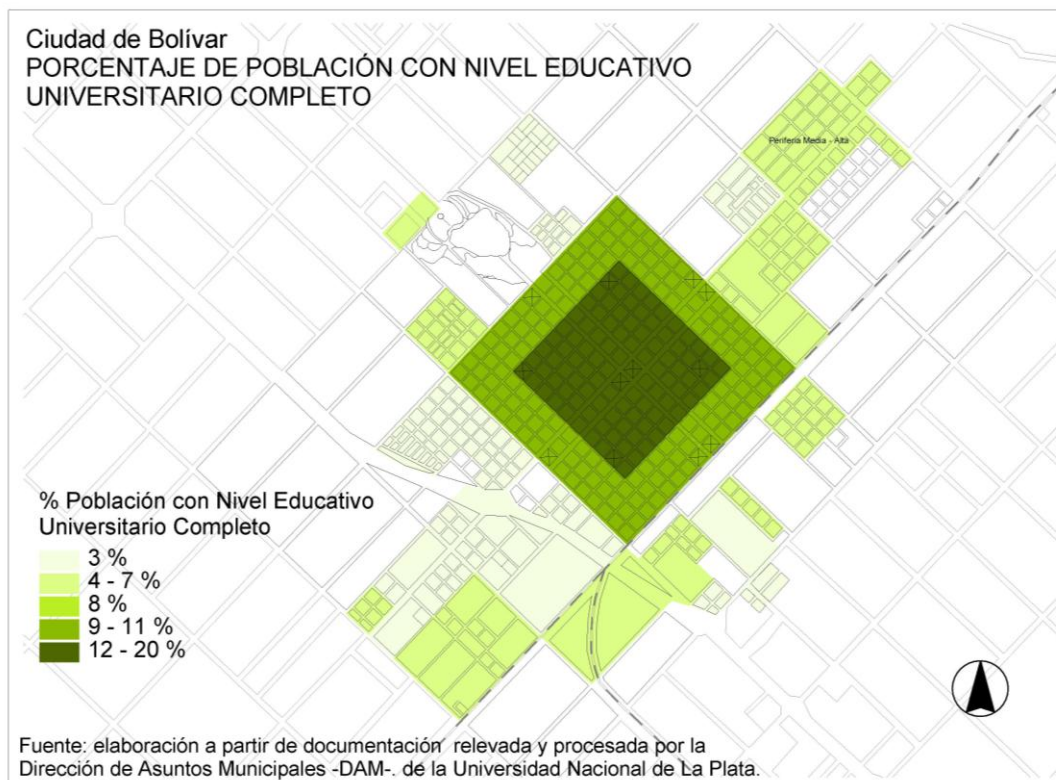 Ciudad de Bolívar
PORCENTAJE DE POBLACIÓN CON NIVEL EDUCATIVO
UNIVERSITARIO COMPLETO
Periferia Media - Alta
% Población con Nivel Educativo
Universitario Completo
3 %
4 - 7 %
8 %
9 - 11 %
12 - 20 %
Fuente: elaboración a partir de documentación relevada y procesada por la
Dirección de Asuntos Municipales -DAM-. de la Universidad Nacional de La Plata.